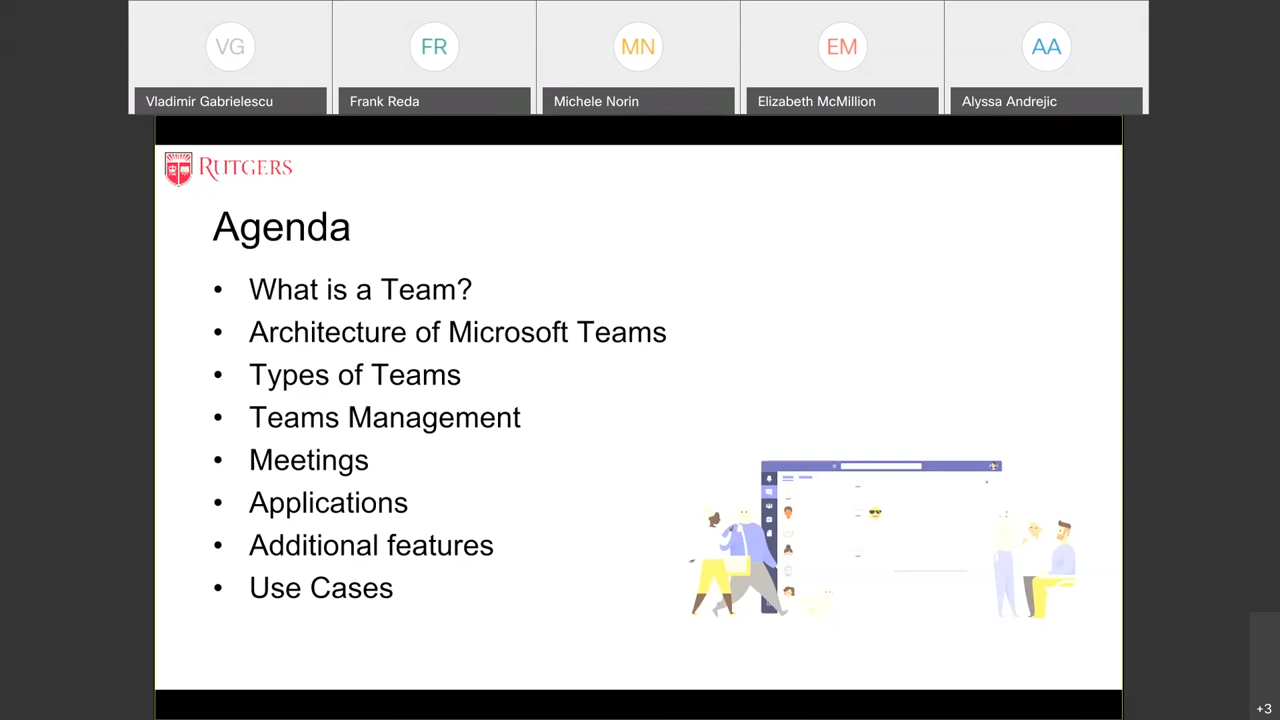 VG
FR
MN
EM
AA
Vladimir Gabrielescu
Frank Reda
Michele Norin
Elizabeth McMillion
Alyssa Andrejic
RUTGERS
Agenda
• What is a Team?
• Architecture of Microsoft Teams
• Types of Teams
• Teams Management
• Meetings
• Applications
• Additional features
• Use Cases
+3